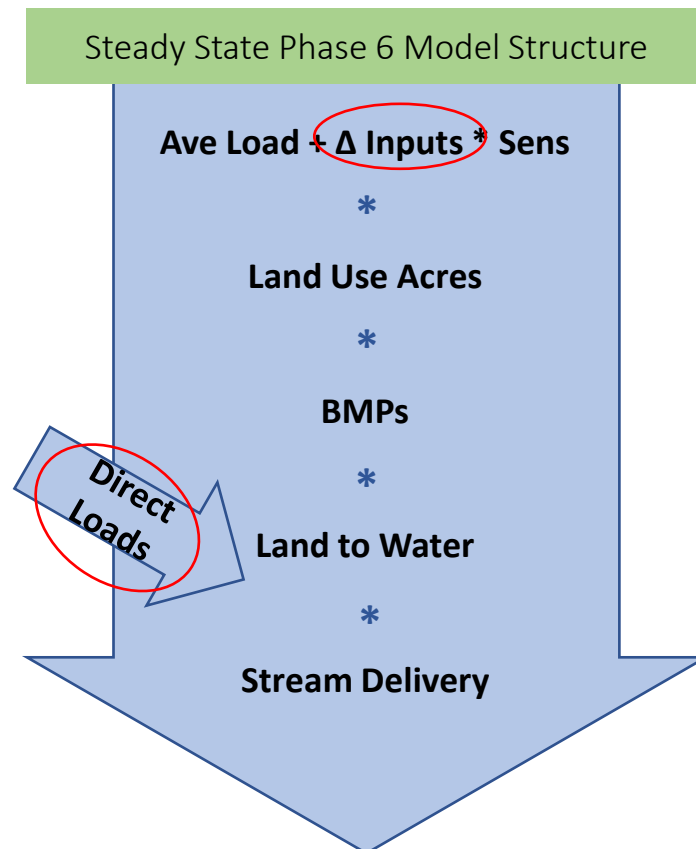 Steady State Phase 6 Model Structure
Ave Load + Δ Inputs * Sens
*
Land Use Acres
*
BMPs
*
Direct
Loads
Land to Water
*
Stream Delivery